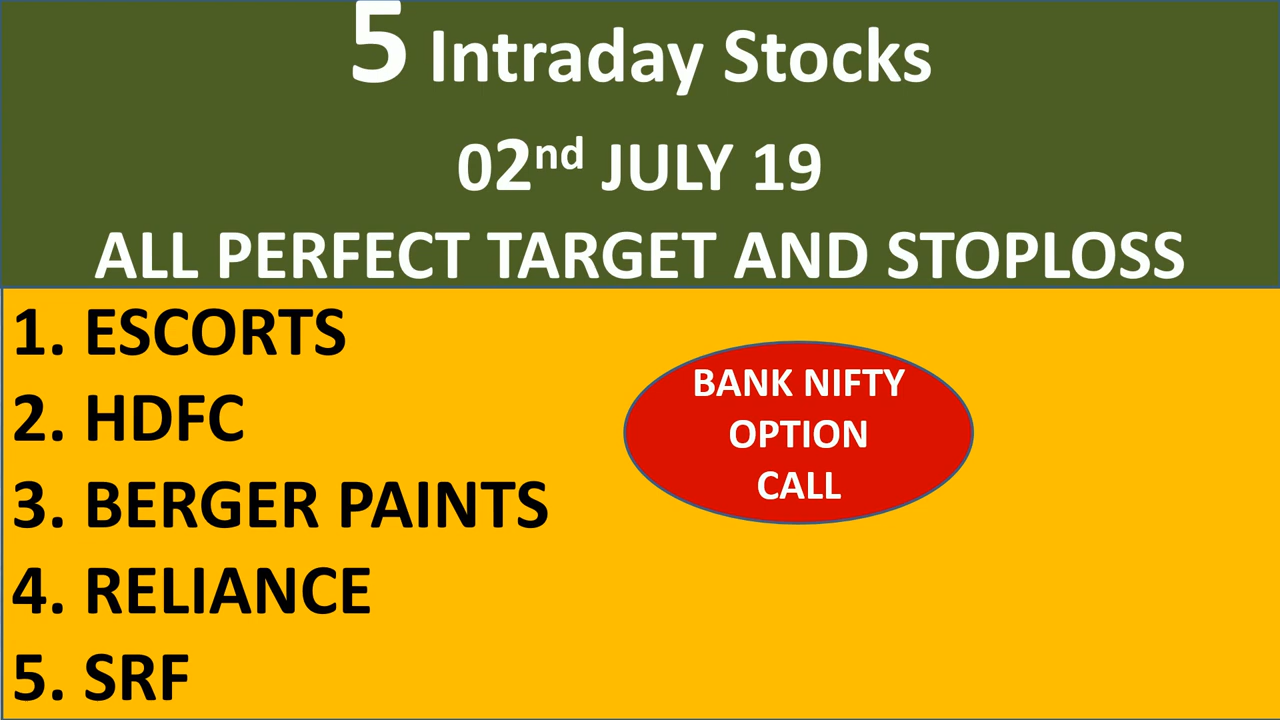 5 Intraday Stocks
02nd JULY 19
ALL PERFECT TARGET AND STOPLOSS
1. ESCORTS
2. HDFC
3. BERGER PAINTS
4. RELIANCE
5. SRF
BANK NIFTY
OPTION
CALL